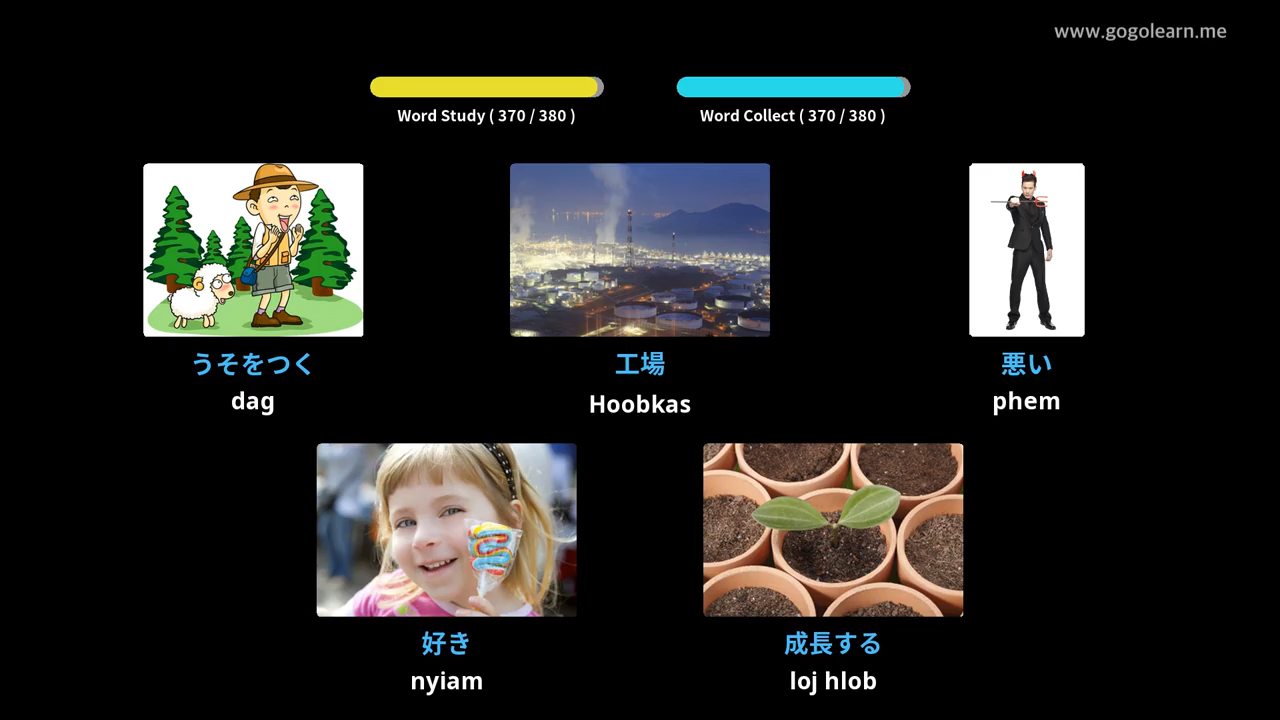 www.gogolearn.me
Word Study ( 370 / 380 )
Word Collect ( 370 / 380 )
うそをつく
dag
工場
Hoobkas
悪い
phem
好き
nyiam
成長する
loj hlob